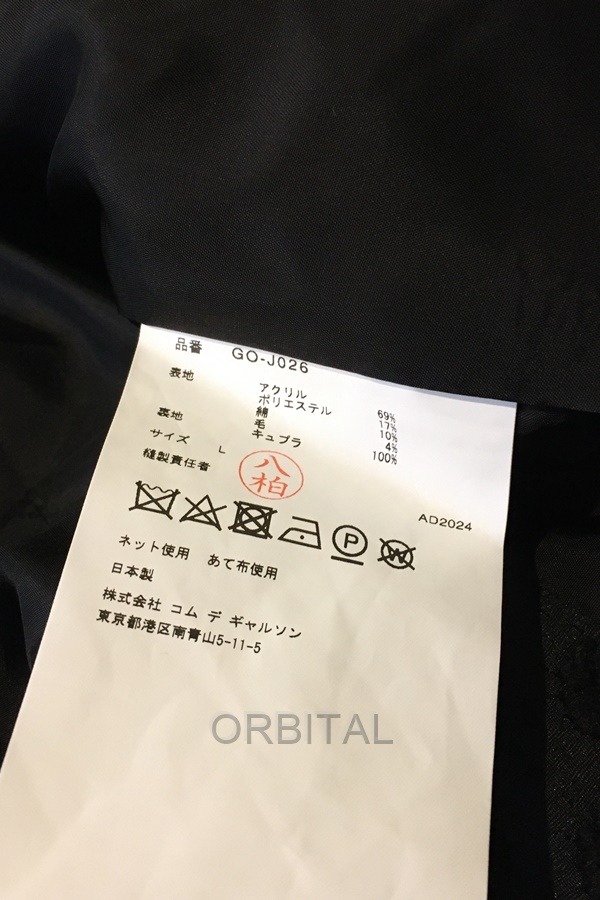 品番 GO-J026
表地 アクリル 69%
ポリエステル 17%
綿 10%
毛 4%
裏地 キュプラ 100%
サイズ L
縫製責任者 八柏
AD2024
P
W
ネット使用 あて布使用
日本製
株式会社 コム デ ギャルソン
東京都港区南青山5-11-5
ORBITAL